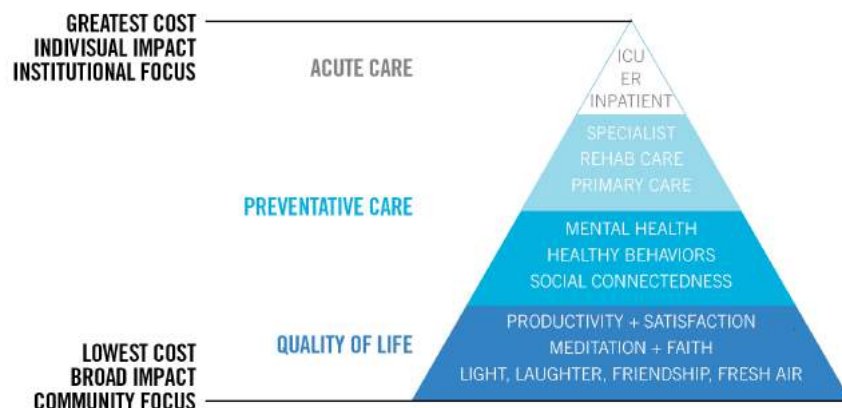 GREATEST COST
INDIVISUAL IMPACT
INSTITUTIONAL FOCUS
ACUTE CARE
ICU
ER
INPATIENT
SPECIALIST
REHAB CARE
PRIMARY CARE
PREVENTATIVE CARE
MENTAL HEALTH
HEALTHY BEHAVIORS
SOCIAL CONNECTEDNESS
QUALITY OF LIFE
PRODUCTIVITY + SATISFACTION
MEDITATION + FAITH
LIGHT, LAUGHTER, FRIENDSHIP, FRESH AIR
LOWEST COST
BROAD IMPACT
COMMUNITY FOCUS